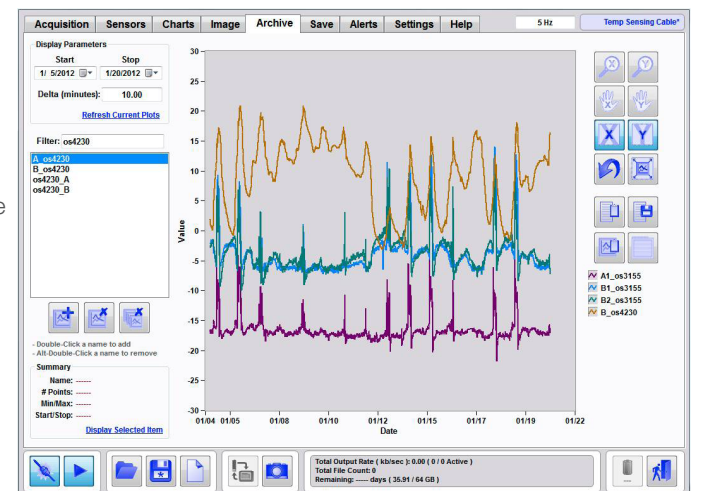 Acquisition Sensors Charts Image Archive Save Alerts Settings Help 5 Hz Temp Sensing Cable*
Display Parameters
Start Stop
1/ 5/2012 1/20/2012
Delta (minutes): 10.00
Refresh Current Plots
Filter: os4230
A_os4230
B_os4230
os4230_A
os4230_B
- Double-Click a name to add
- Alt-Double-Click a name to remove
Summary
Name: ------
# Points: ------
Min/Max: ------
Start/Stop: ------
Display Selected Item
Value
30
25
20
15
10
5
0
-5
-10
-15
-20
-25
-30
01/04 01/05 01/08 01/10 01/12 01/15 01/17 01/19 01/22
Date
X Y
X Y
A1_os3155
B1_os3155
B2_os3155
B_os4230
Total Output Rate ( kb/sec ): 0.00 ( 0 / 0 Active )
Total File Count: 0
Remaining: ----- days ( 35.91 / 64 GB )